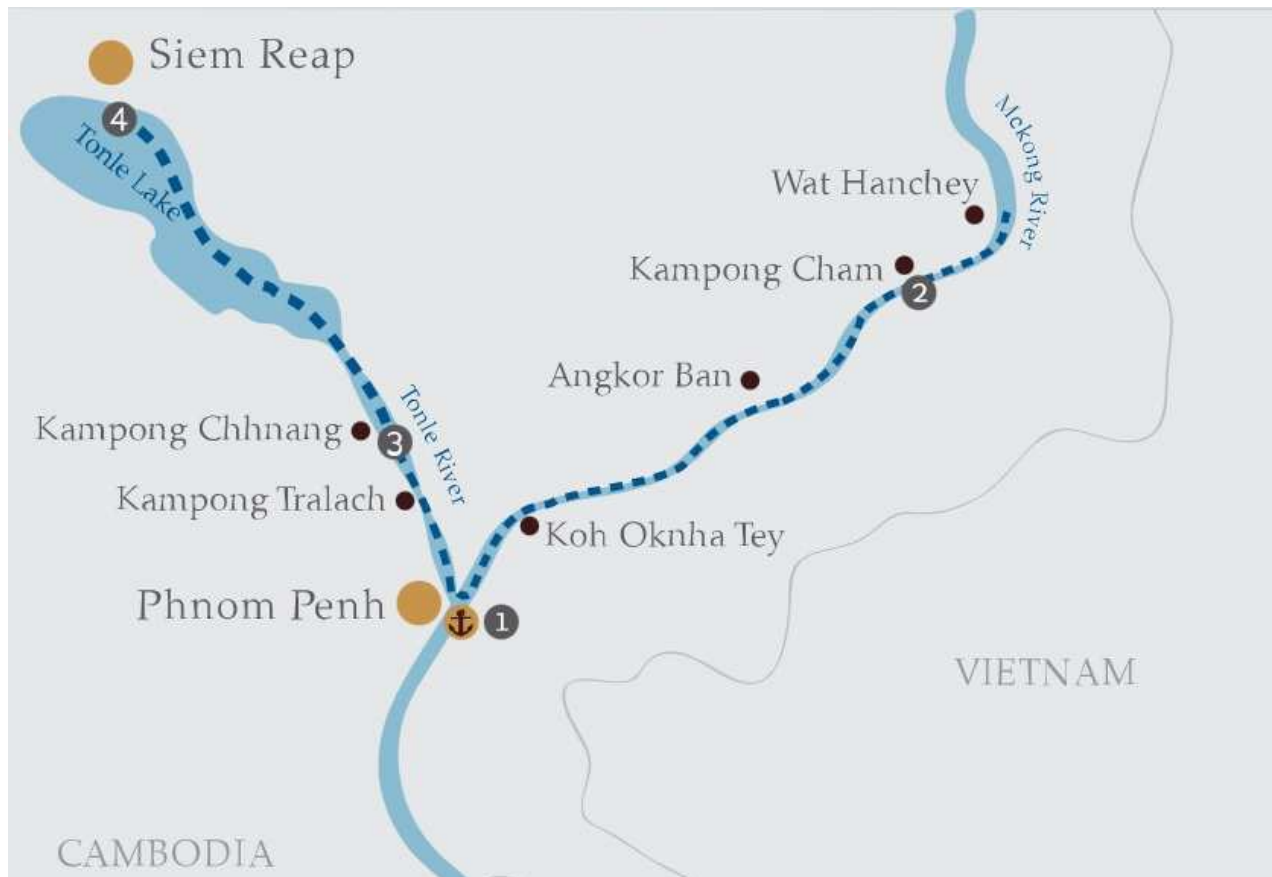 Siem Reap
4
Tonle Lake
Mekong River
Wat Hanchey
Kampong Cham
2
Angkor Ban
Tonle River
Kampong Chhnang
3
Kampong Tralach
Koh Oknha Tey
Phnom Penh
1
VIETNAM
CAMBODIA